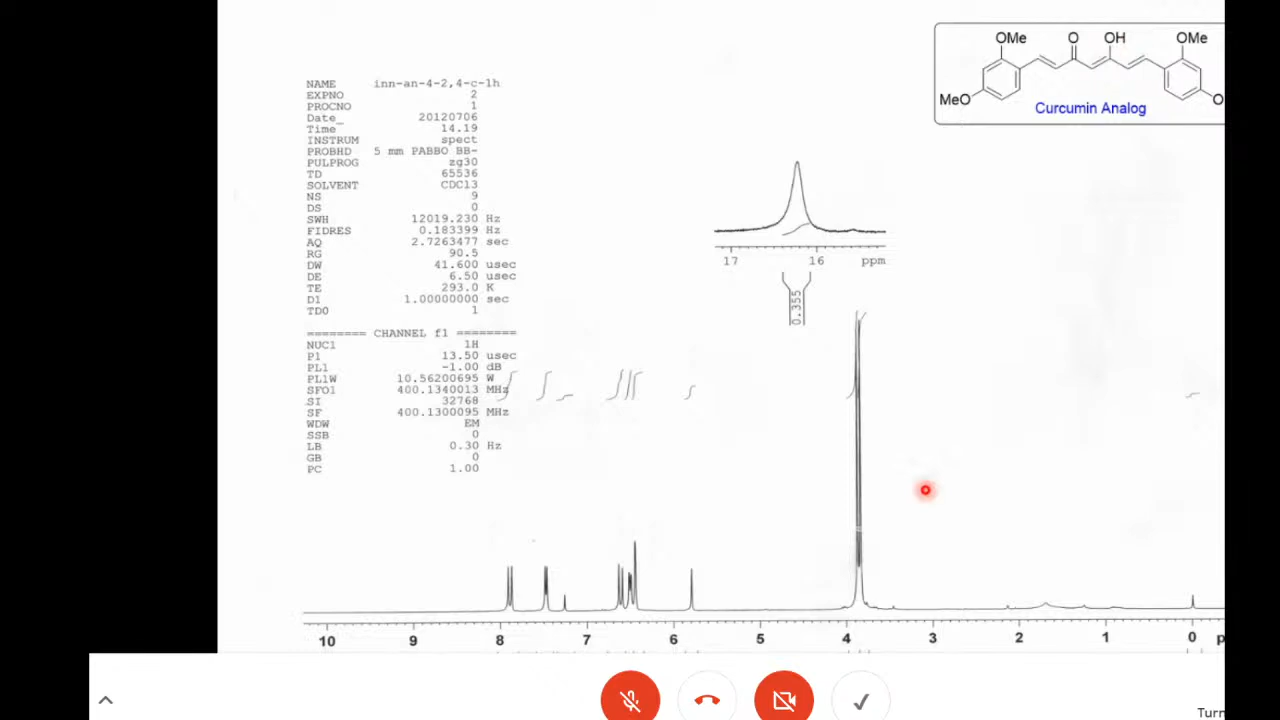 OMe O OH OMe
MeO O
Curcumin Analog
NAME inn-an-4-2,4-c-1h
EXPNO 2
PROCNO 1
Date_ 20120706
Time 14.19
INSTRUM spect
PROBHD 5 mm PABBO BB-
PULPROG zg30
TD 65536
SOLVENT CDCl3
NS 9
DS 0
SWH 12019.230 Hz
FIDRES 0.183399 Hz
AQ 2.7263477 sec
RG 90.5
DW 41.600 usec
DE 6.50 usec
TE 293.0 K
D1 1.00000000 sec
TD0 1
======== CHANNEL f1 ========
NUC1 1H
P1 13.50 usec
PL1 -1.00 dB
PL1W 10.56200695 W
SFO1 400.1340013 MHz
SI 32768
SF 400.1300095 MHz
WDW EM
SSB 0
LB 0.30 Hz
GB 0
PC 1.00
17 16 ppm
0.355
10 9 8 7 6 5 4 3 2 1 0 p
Turn